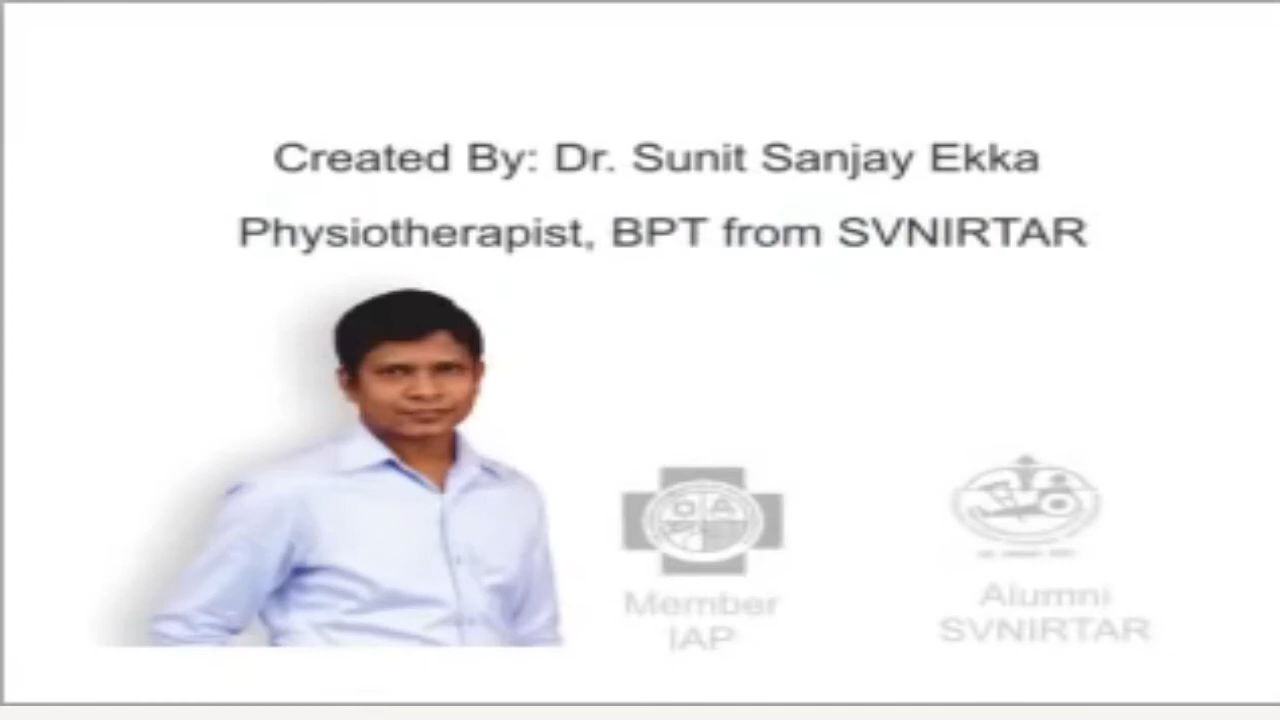 Created By: Dr. Sunit Sanjay Ekka
Physiotherapist, BPT from SVNIRTAR
Member
IAP
Alumni
SVNIRTAR